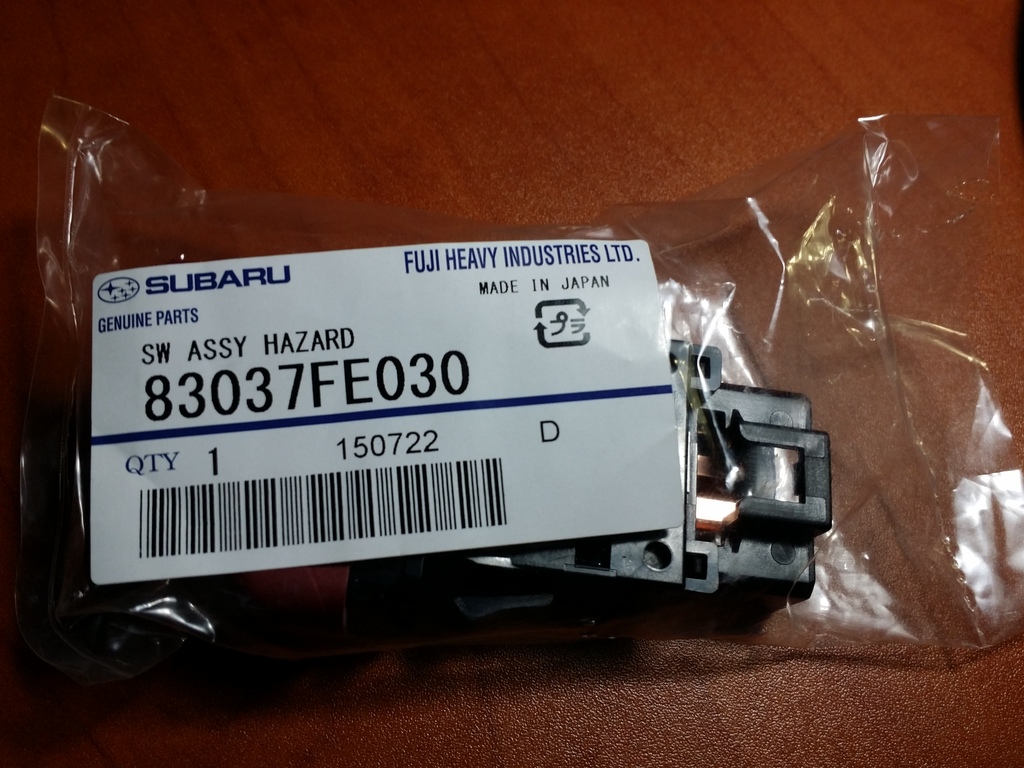 SUBARU
FUJI HEAVY INDUSTRIES LTD.
GENUINE PARTS
MADE IN JAPAN
プラ
SW ASSY HAZARD
83037FE030
QTY 1 150722 D